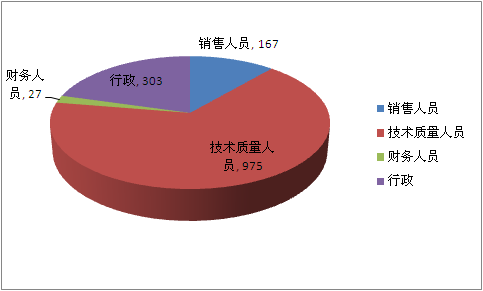 销售人员, 167
财务人
员, 27
行政, 303
技术质量人
员, 975
销售人员
技术质量人员
财务人员
行政